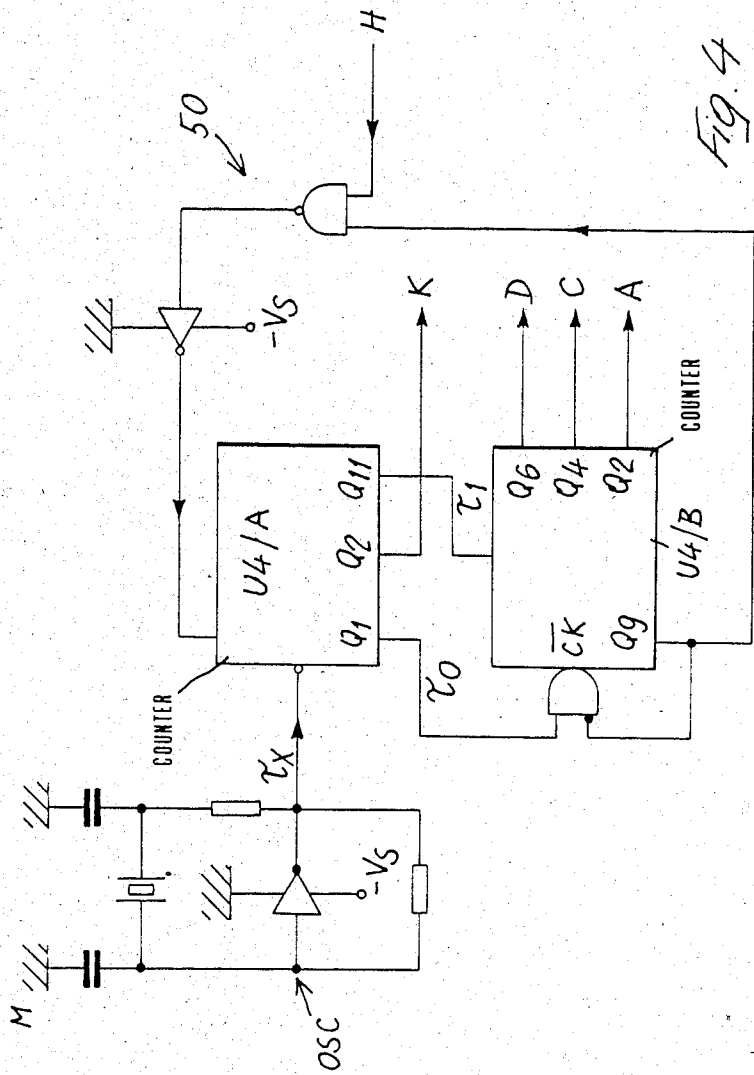 M
OSC
-Vs
τx
COUNTER
U4/A
Q1
Q2
Q11
τ0
τ1
-Vs
50
H
K
CK
Q9
Q6
Q4
Q2
D
C
A
U4/B
COUNTER
Fig. 4